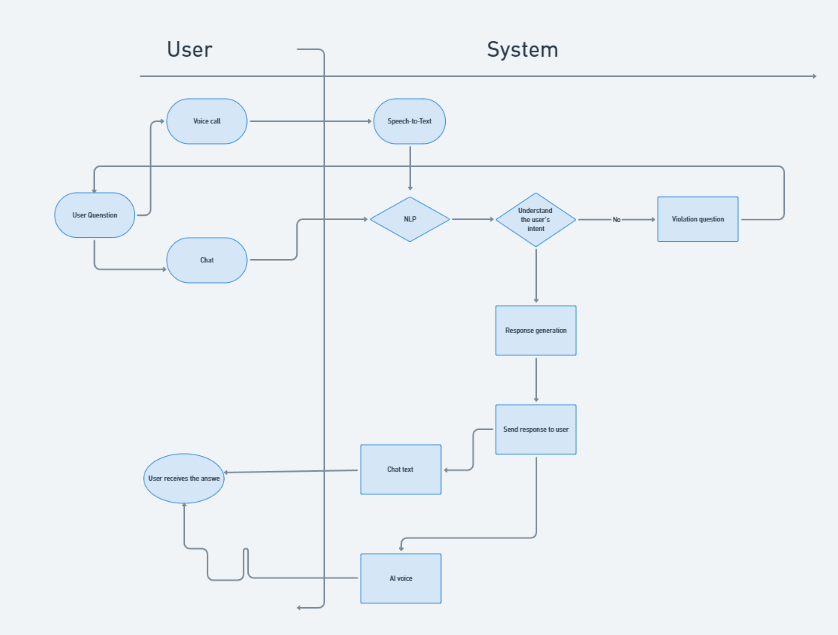 User
System
Voice call
Speech-to-Text
User Quenstion
NLP
Understand
the user's
intent
No
Violation question
Chat
Response generation
Send response to user
Chat text
User receives the answe
AI voice